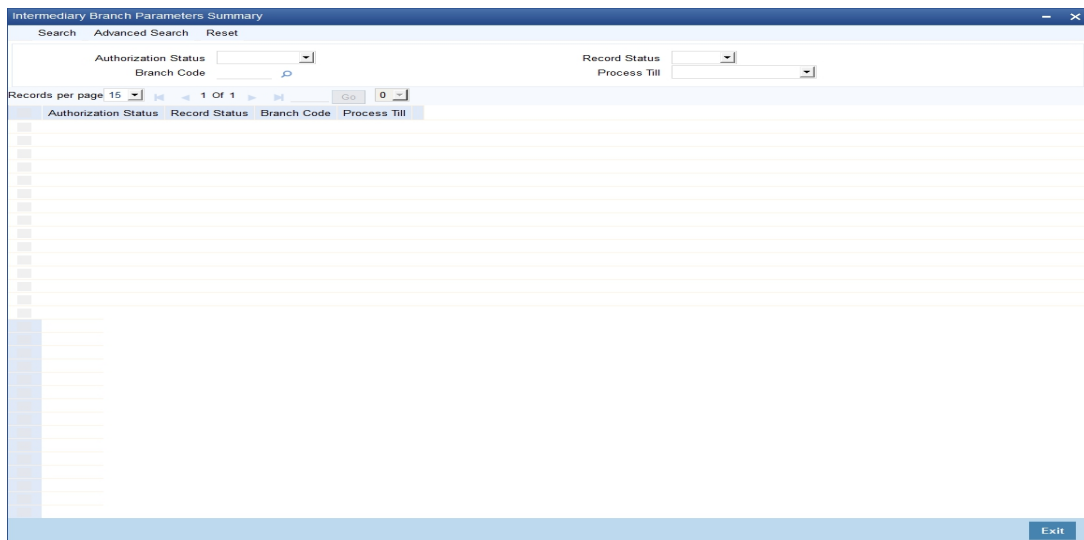 Intermediary Branch Parameters Summary
Search Advanced Search Reset
Authorization Status Record Status
Branch Code Process Till
Records per page 15 1 Of 1 Go 0
Authorization Status Record Status Branch Code Process Till
Exit